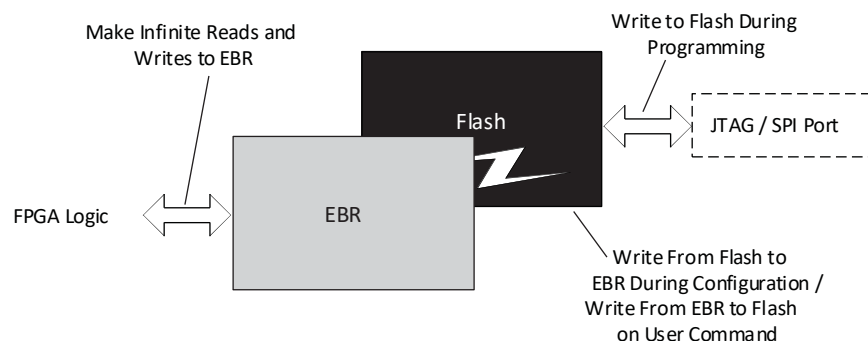 Make Infinite Reads and
Writes to EBR
Write to Flash During
Programming
Flash
JTAG / SPI Port
FPGA Logic
EBR
Write From Flash to
EBR During Configuration /
Write From EBR to Flash
on User Command